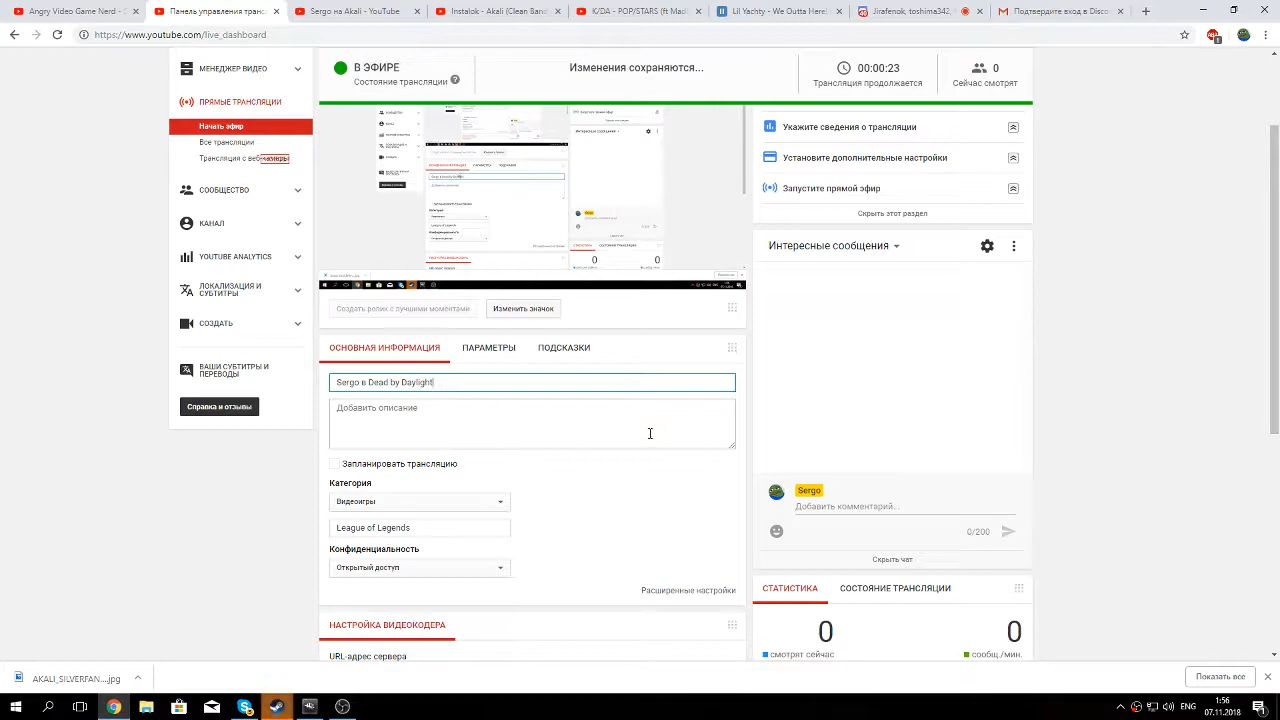 Angry Video Game Nerd -
Панель управления транс
Sergo на Akali - YouTube
Instalok - Akali (Clean Band
K/DA - POP/STARS (ft Mad
Lil Yachty - We Outta Here!
Strafenok, toshima342
Подтвердите вход в Disco
https://www.youtube.com/live_dashboard
МЕНЕДЖЕР ВИДЕО
ПРЯМЫЕ ТРАНСЛЯЦИИ
Начать эфир
Все трансляции
Трансляция с веб-камеры
СООБЩЕСТВО
КАНАЛ
YOUTUBE ANALYTICS
ЛОКАЛИЗАЦИЯ И
СУБТИТРЫ
СОЗДАТЬ
ВАШИ СУБТИТРЫ И
ПЕРЕВОДЫ
Справка и отзывы
В ЭФИРЕ
Состояние трансляции ?
Изменения сохраняются...
00:00:23
Трансляция продолжается
0
Сейчас смотрят
Создать ролик с лучшими моментами
Изменить значок
ОСНОВНАЯ ИНФОРМАЦИЯ
ПАРАМЕТРЫ
ПОДСКАЗКИ
Sergo в Dead by Daylight
Добавить описание
Запланировать трансляцию
Категория
Видеоигры
League of Legends
Конфиденциальность
Открытый доступ
Расширенные настройки
НАСТРОЙКА ВИДЕОКОДЕРА
URL-адрес сервера
Укажите сведения о трансляции
Установите дополнительные настройки
Запустите прямой эфир
Скрыть этот раздел
Интересные сообщения
Sergo
Добавить комментарий...
0/200
Скрыть чат
СТАТИСТИКА
СОСТОЯНИЕ ТРАНСЛЯЦИИ
0
0
смотрят сейчас
сообщ./мин.
AKALI_SILVERFAN....jpg
Показать все
ENG
1:56
07.11.2018